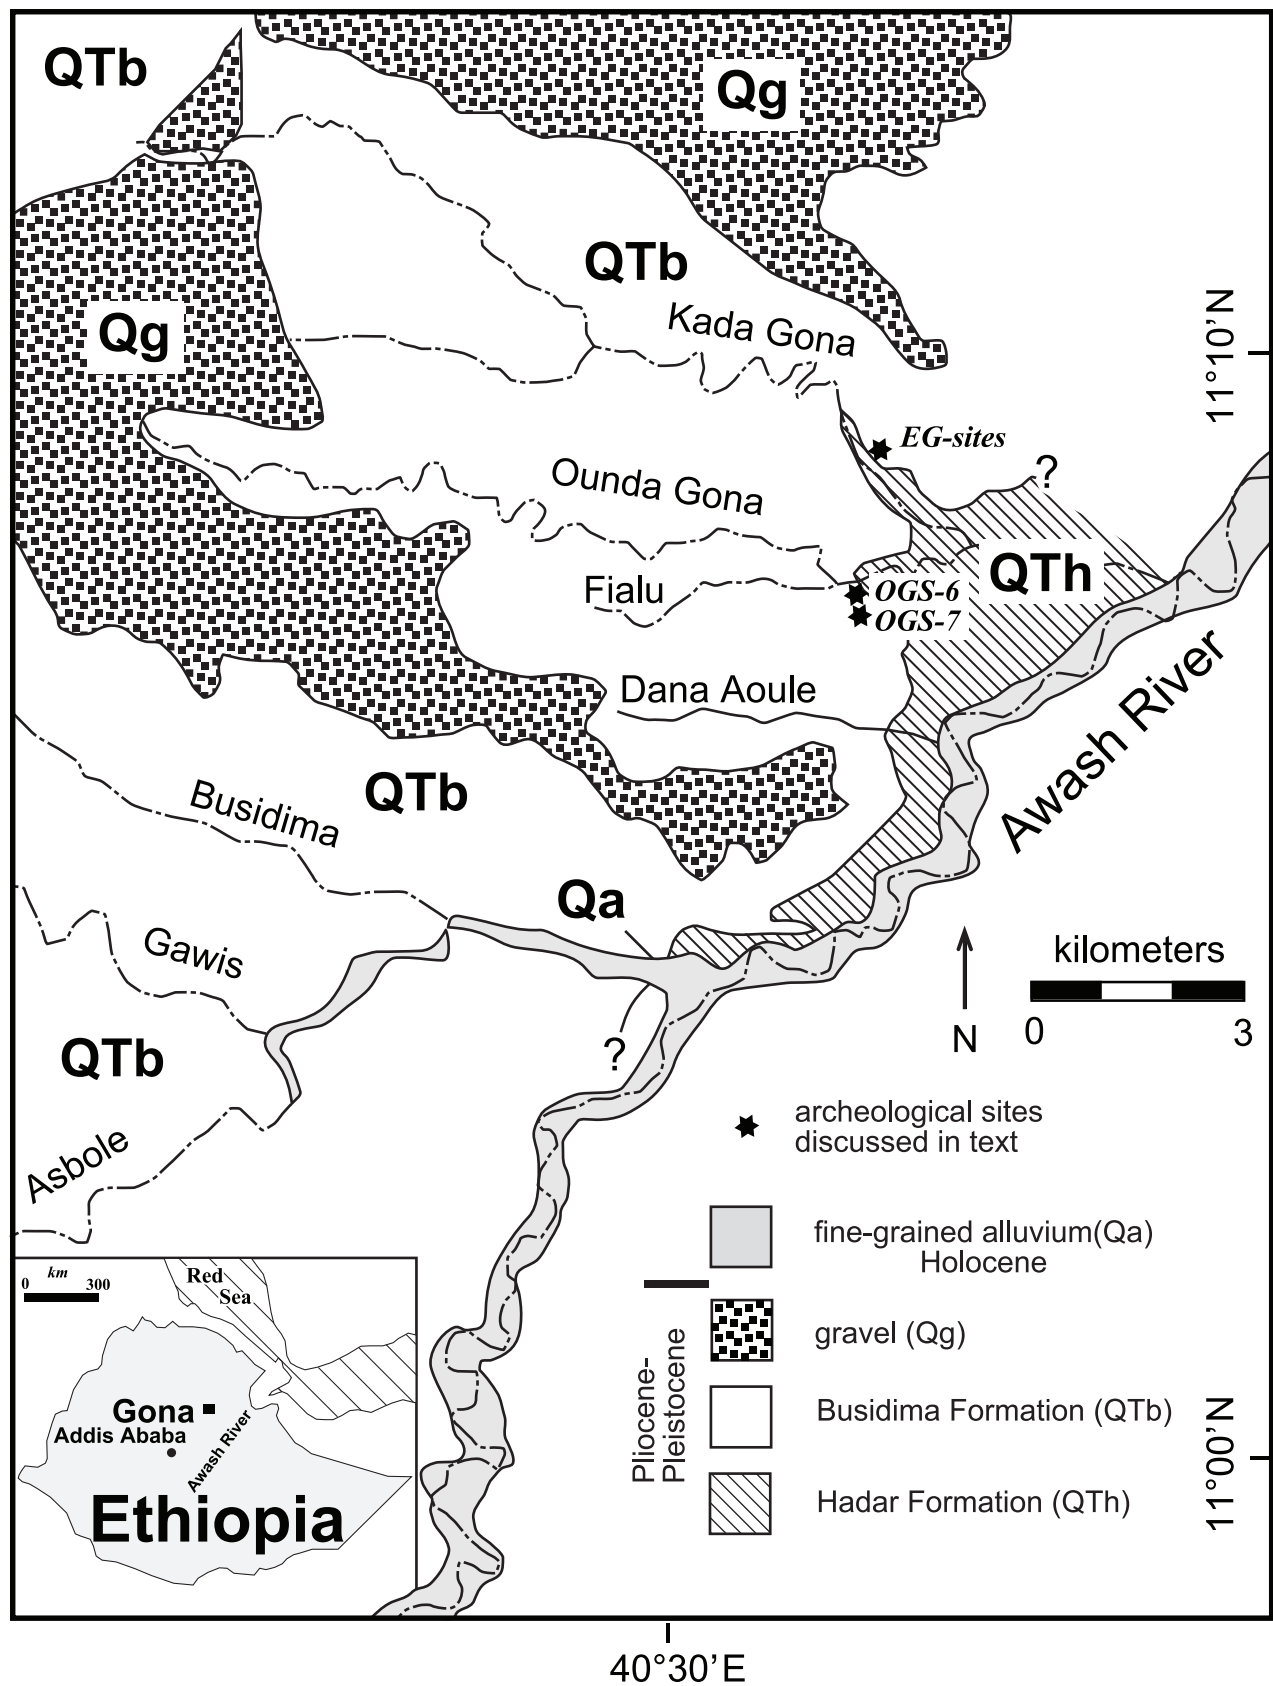 QTb
Qg
QTb
Kada Gona
Qg
11°10'N
EG-sites
?
Ounda Gona
QTh
Fialu
OGS-6
OGS-7
Awash River
Dana Aoule
QTb
Busidima
Qa
Gawis
kilometers
0 3
N
?
QTb
Asbole
archeological sites
discussed in text
fine-grained alluvium(Qa)
Holocene
gravel (Qg)
Pliocene-
Pleistocene
Busidima Formation (QTb)
Hadar Formation (QTh)
11°00'N
km
0 300
Red
Sea
Gona
Addis Ababa
Awash River
Ethiopia
40°30'E